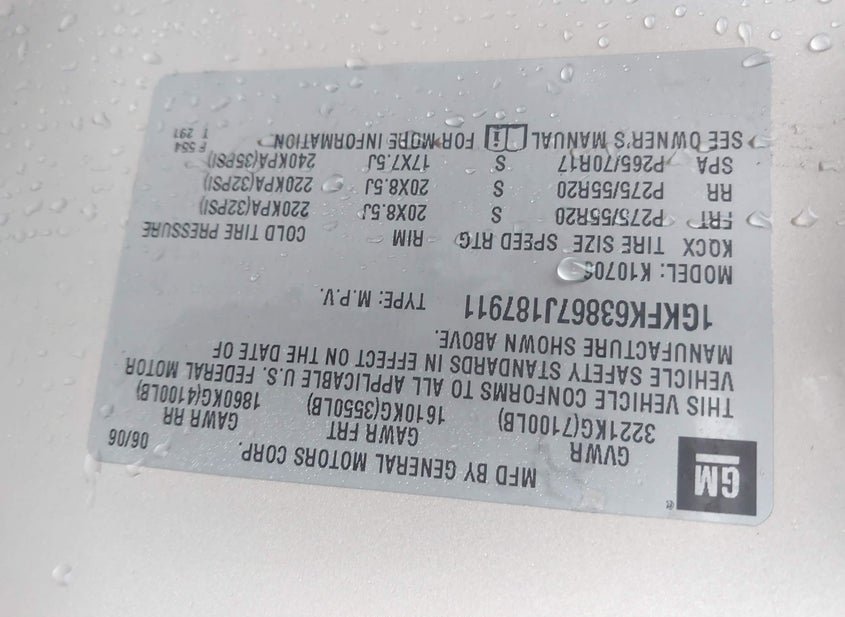 GM
®
MFD BY GENERAL MOTORS CORP. 06/06
GVWR GAWR FRT GAWR RR
3221KG(7100LB) 1610KG(3550LB) 1860KG(4100LB)
THIS VEHICLE CONFORMS TO ALL APPLICABLE U.S. FEDERAL MOTOR
VEHICLE SAFETY STANDARDS IN EFFECT ON THE DATE OF
MANUFACTURE SHOWN ABOVE.
1GKFK63867J187911 TYPE: M.P.V.
MODEL: K10706
KQCX TIRE SIZE SPEED RTG RIM COLD TIRE PRESSURE
FRT P275/55R20 S 20X8.5J 220KPA(32PSI)
RR P275/55R20 S 20X8.5J 220KPA(32PSI)
SPA P265/70R17 S 17X7.5J 240KPA(35PSI)
SEE OWNER'S MANUAL i FOR MORE INFORMATION
F 554
T 291